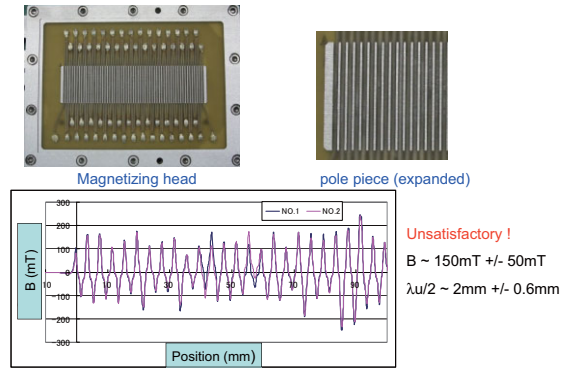 Magnetizing head
pole piece (expanded)
300
200
100
0
−100
−200
−300
B (mT)
NO.1
NO.2
10
10
30
50
70
90
Position (mm)
Unsatisfactory !
B ~ 150mT +/- 50mT
λu/2 ~ 2mm +/- 0.6mm